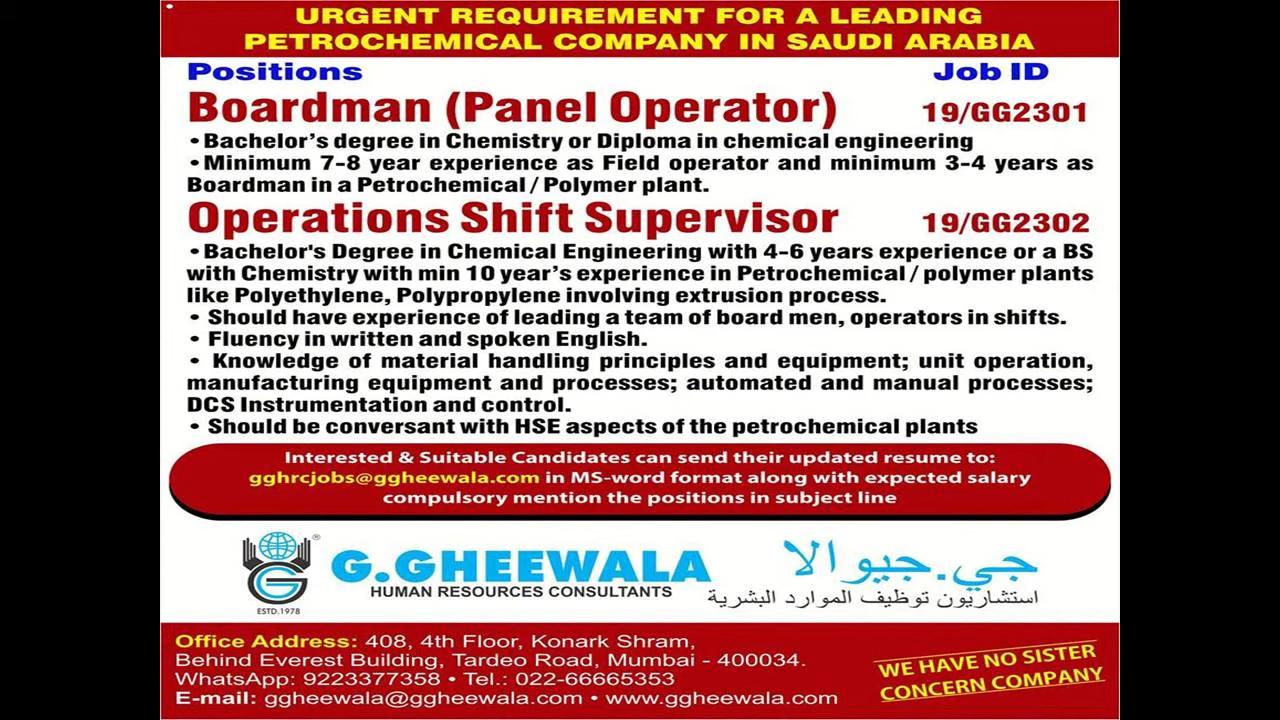 URGENT REQUIREMENT FOR A LEADING
PETROCHEMICAL COMPANY IN SAUDI ARABIA
Positions Job ID
Boardman (Panel Operator) 19/GG2301
• Bachelor's degree in Chemistry or Diploma in chemical engineering
• Minimum 7-8 year experience as Field operator and minimum 3-4 years as
Boardman in a Petrochemical / Polymer plant.
Operations Shift Supervisor 19/GG2302
• Bachelor's Degree in Chemical Engineering with 4-6 years experience or a BS
with Chemistry with min 10 year's experience in Petrochemical / polymer plants
like Polyethylene, Polypropylene involving extrusion process.
• Should have experience of leading a team of board men, operators in shifts.
• Fluency in written and spoken English.
• Knowledge of material handling principles and equipment; unit operation,
manufacturing equipment and processes; automated and manual processes;
DCS Instrumentation and control.
• Should be conversant with HSE aspects of the petrochemical plants
Interested & Suitable Candidates can send their updated resume to:
gghrcjobs@ggheewala.com in MS-word format along with expected salary
compulsory mention the positions in subject line
G ®
ESTD.1978
G.GHEEWALA
HUMAN RESOURCES CONSULTANTS
جي.جيوالا
استشاريون توظيف الموارد البشرية
Office Address: 408, 4th Floor, Konark Shram,
Behind Everest Building, Tardeo Road, Mumbai - 400034.
WhatsApp: 9223377358 • Tel.: 022-66665353
E-mail: ggheewala@ggheewala.com • www.ggheewala.com
WE HAVE NO SISTER
CONCERN COMPANY